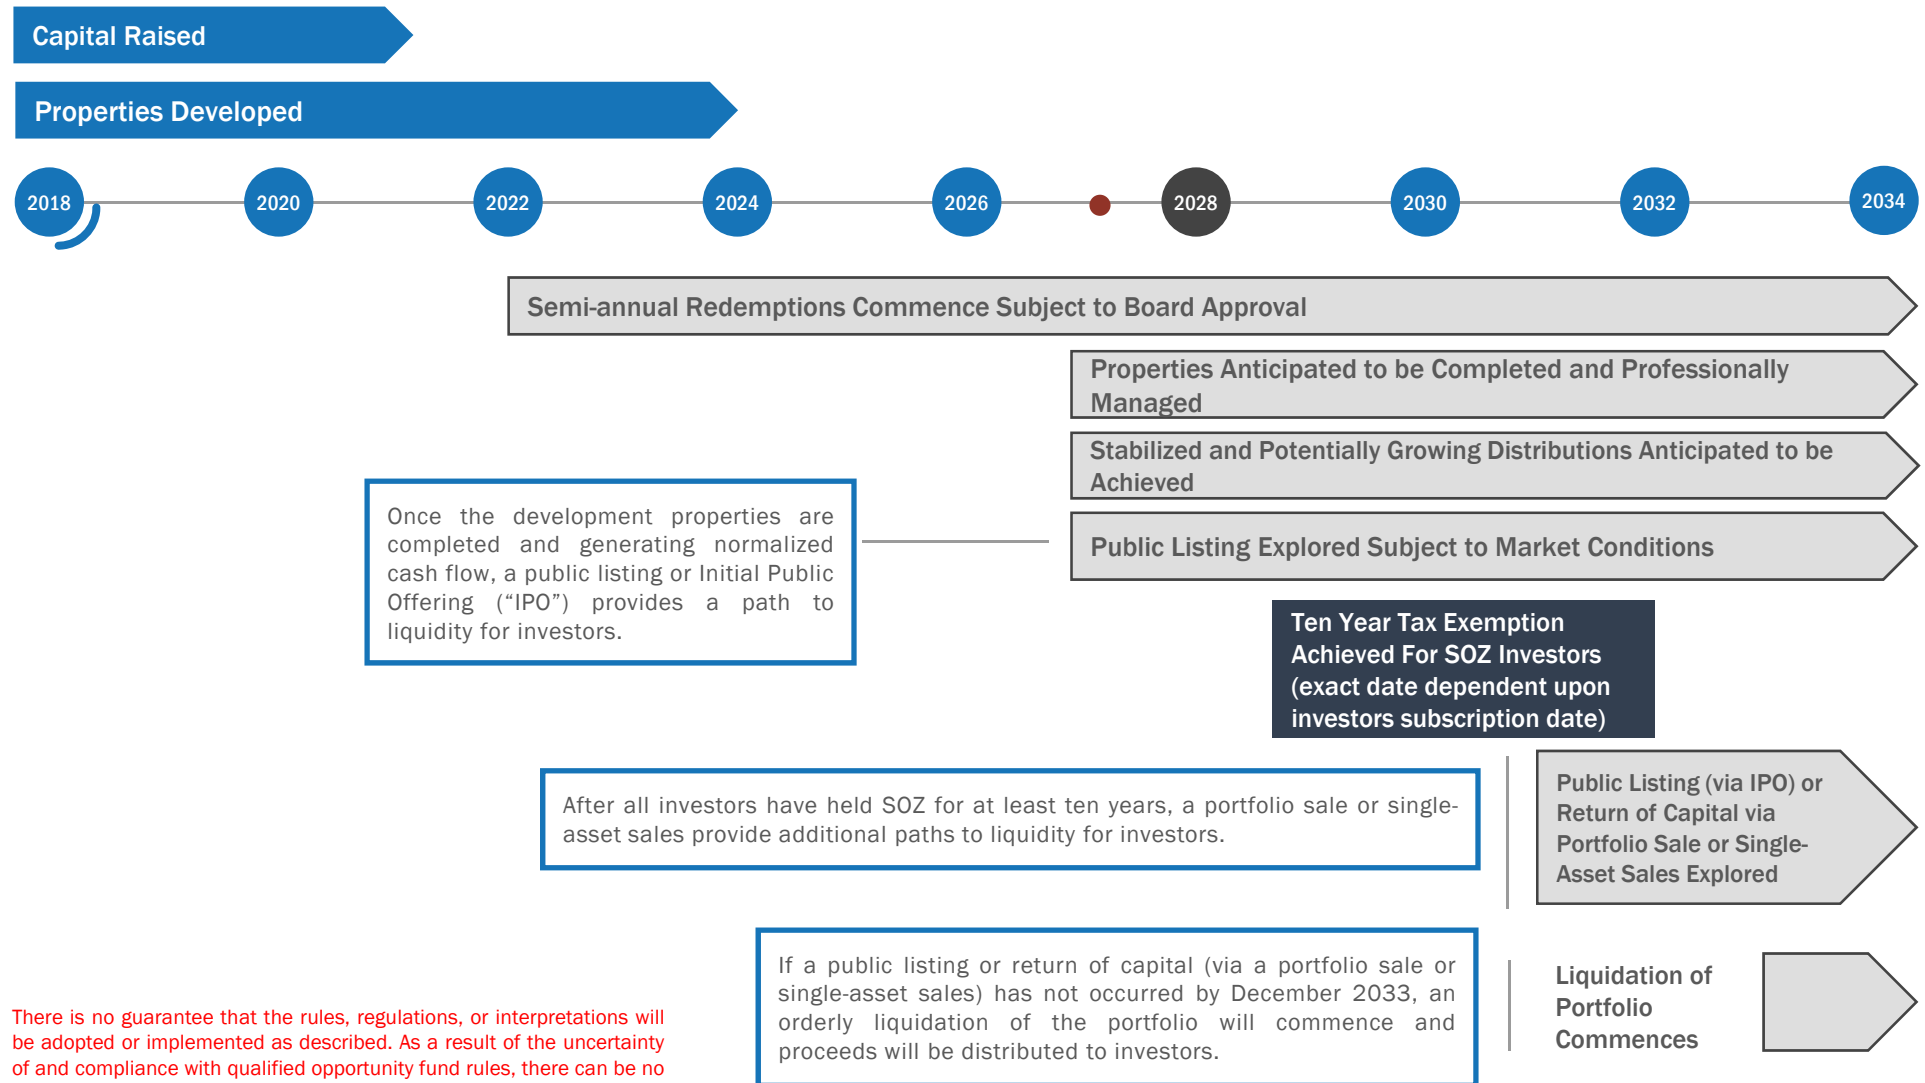 Capital Raised
Properties Developed
2018
2020
2022
2024
2026
2028
2030
2032
2034
Semi-annual Redemptions Commence Subject to Board Approval
Properties Anticipated to be Completed and Professionally
Managed
Stabilized and Potentially Growing Distributions Anticipated to be
Achieved
Once the development properties are
completed and generating normalized
cash flow, a public listing or Initial Public
Offering (“IPO”) provides a path to
liquidity for investors.
Public Listing Explored Subject to Market Conditions
Ten Year Tax Exemption
Achieved For SOZ Investors
(exact date dependent upon
investors subscription date)
After all investors have held SOZ for at least ten years, a portfolio sale or single-
asset sales provide additional paths to liquidity for investors.
Public Listing (via IPO) or
Return of Capital via
Portfolio Sale or Single-
Asset Sales Explored
If a public listing or return of capital (via a portfolio sale or
single-asset sales) has not occurred by December 2033, an
orderly liquidation of the portfolio will commence and
proceeds will be distributed to investors.
Liquidation of
Portfolio
Commences
There is no guarantee that the rules, regulations, or interpretations will
be adopted or implemented as described. As a result of the uncertainty
of and compliance with qualified opportunity fund rules, there can be no